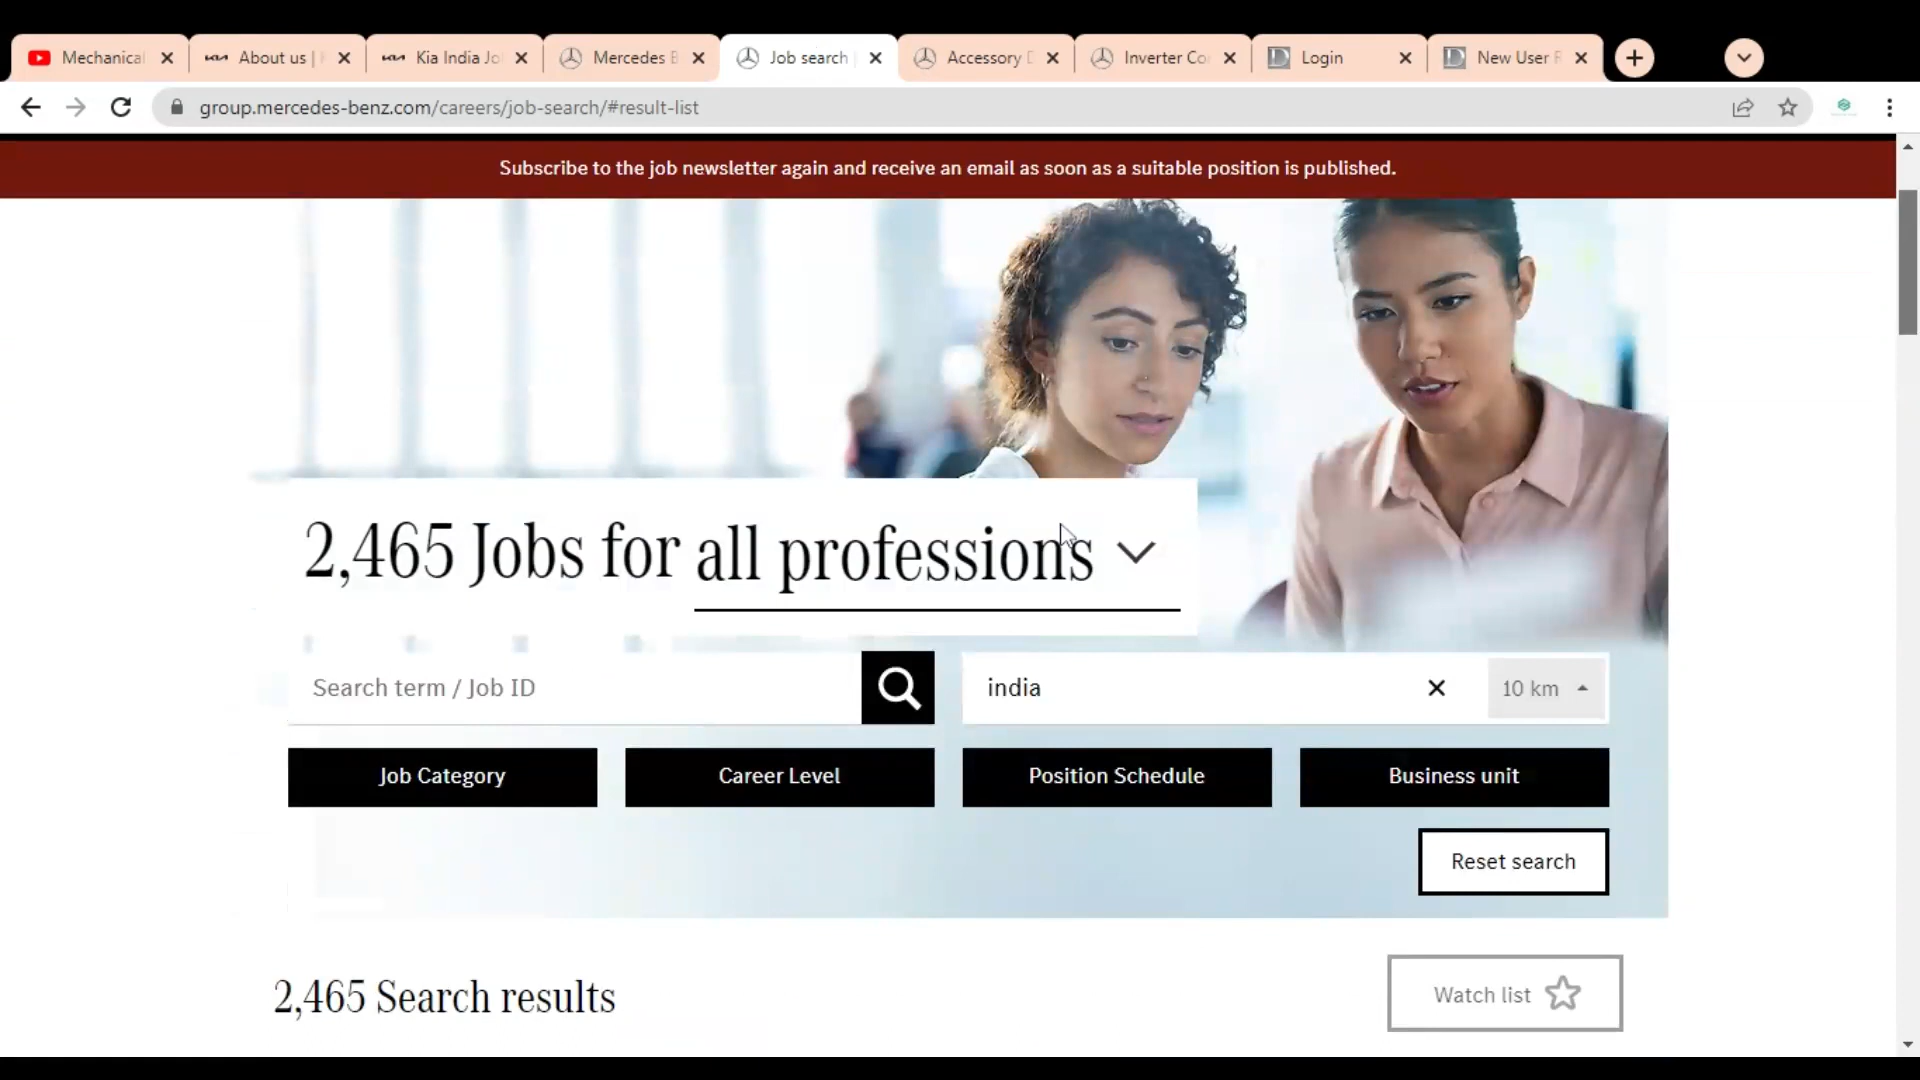 Mechanical
About us |
Kia India Jo
Mercedes B
Job search |
Accessory D
Inverter Co
Login
New User R
group.mercedes-benz.com/careers/job-search/#result-list
Subscribe to the job newsletter again and receive an email as soon as a suitable position is published.
2,465 Jobs for all professions
Search term / Job ID
india
10 km
Job Category
Career Level
Position Schedule
Business unit
Reset search
2,465 Search results
Watch list